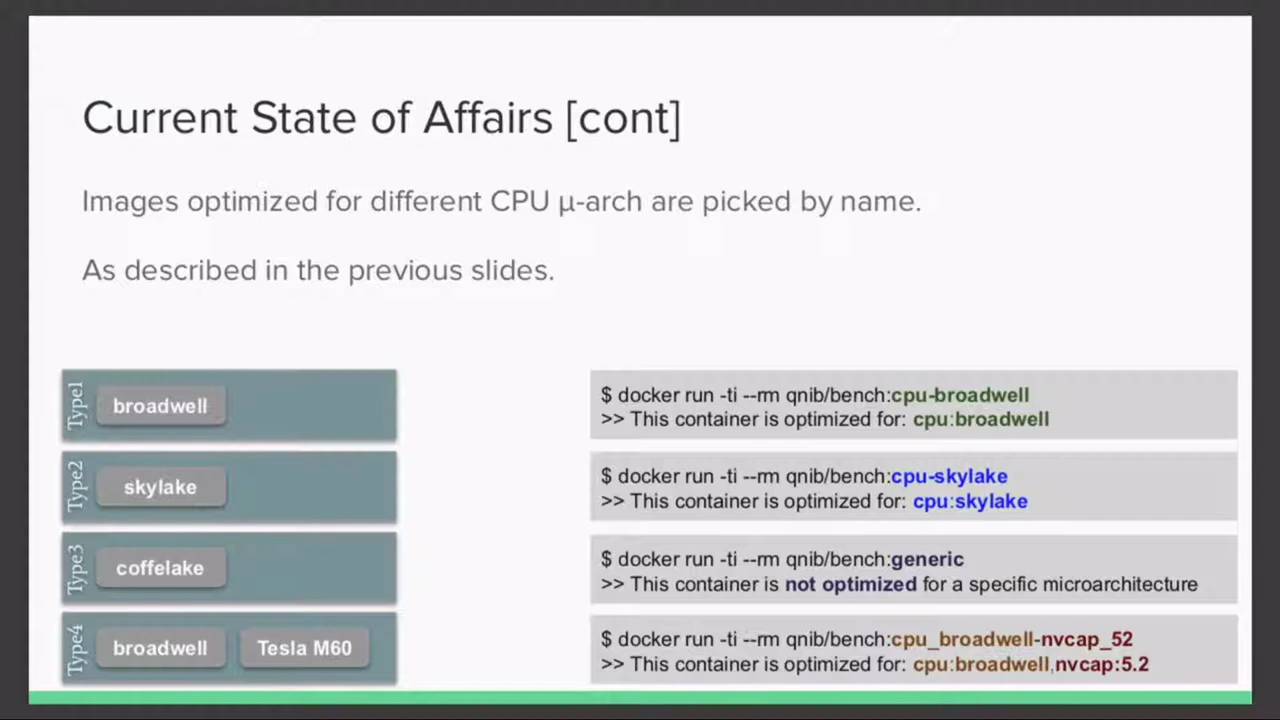 Current State of Affairs [cont]
Images optimized for different CPU μ-arch are picked by name.
As described in the previous slides.
Type1
broadwell
$ docker run -ti --rm qnib/bench:cpu-broadwell
>> This container is optimized for: cpu:broadwell
Type2
skylake
$ docker run -ti --rm qnib/bench:cpu-skylake
>> This container is optimized for: cpu:skylake
Type3
coffelake
$ docker run -ti --rm qnib/bench:generic
>> This container is not optimized for a specific microarchitecture
Type4
broadwell
Tesla M60
$ docker run -ti --rm qnib/bench:cpu_broadwell-nvcap_52
>> This container is optimized for: cpu:broadwell,nvcap:5.2